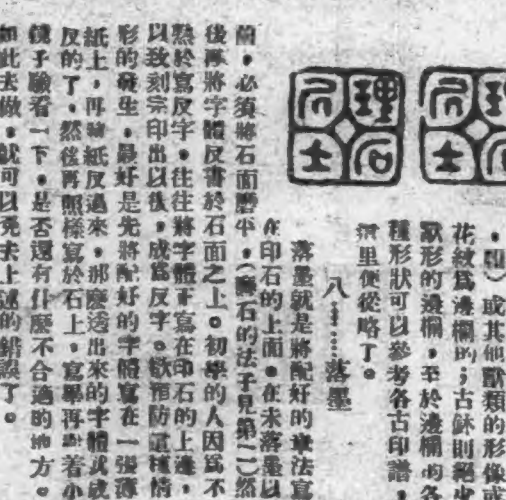 ，印）或其他獸類的形像或
花紋爲邊欄的；古鉢則絕少
獸形的邊欄，至於邊欄的各
種形狀可以參考各古印譜，
里便從略了。
理石居士
八……落墨
落墨就是將配好的章法寫
在印石的上面。在未落墨以
前，必須將石面磨平，（磨石的法子見第二）然
後再將字體反書於石面之上。初學的人因爲不
熟於寫反字，往往將字體正寫在印石的上邊，
以致刻完印出以後，成爲反字。欲預防這種情
形的發生，最好是先將配好的字體寫在一張薄
紙上，再將紙反過來，那麼透出來的字體式成
反的了，然後再照樣寫於石上，寫畢再對着小
鏡子驗看一下，是否還有什麼不合適的地方。
如此去做，就可以免去上述的錯誤了。